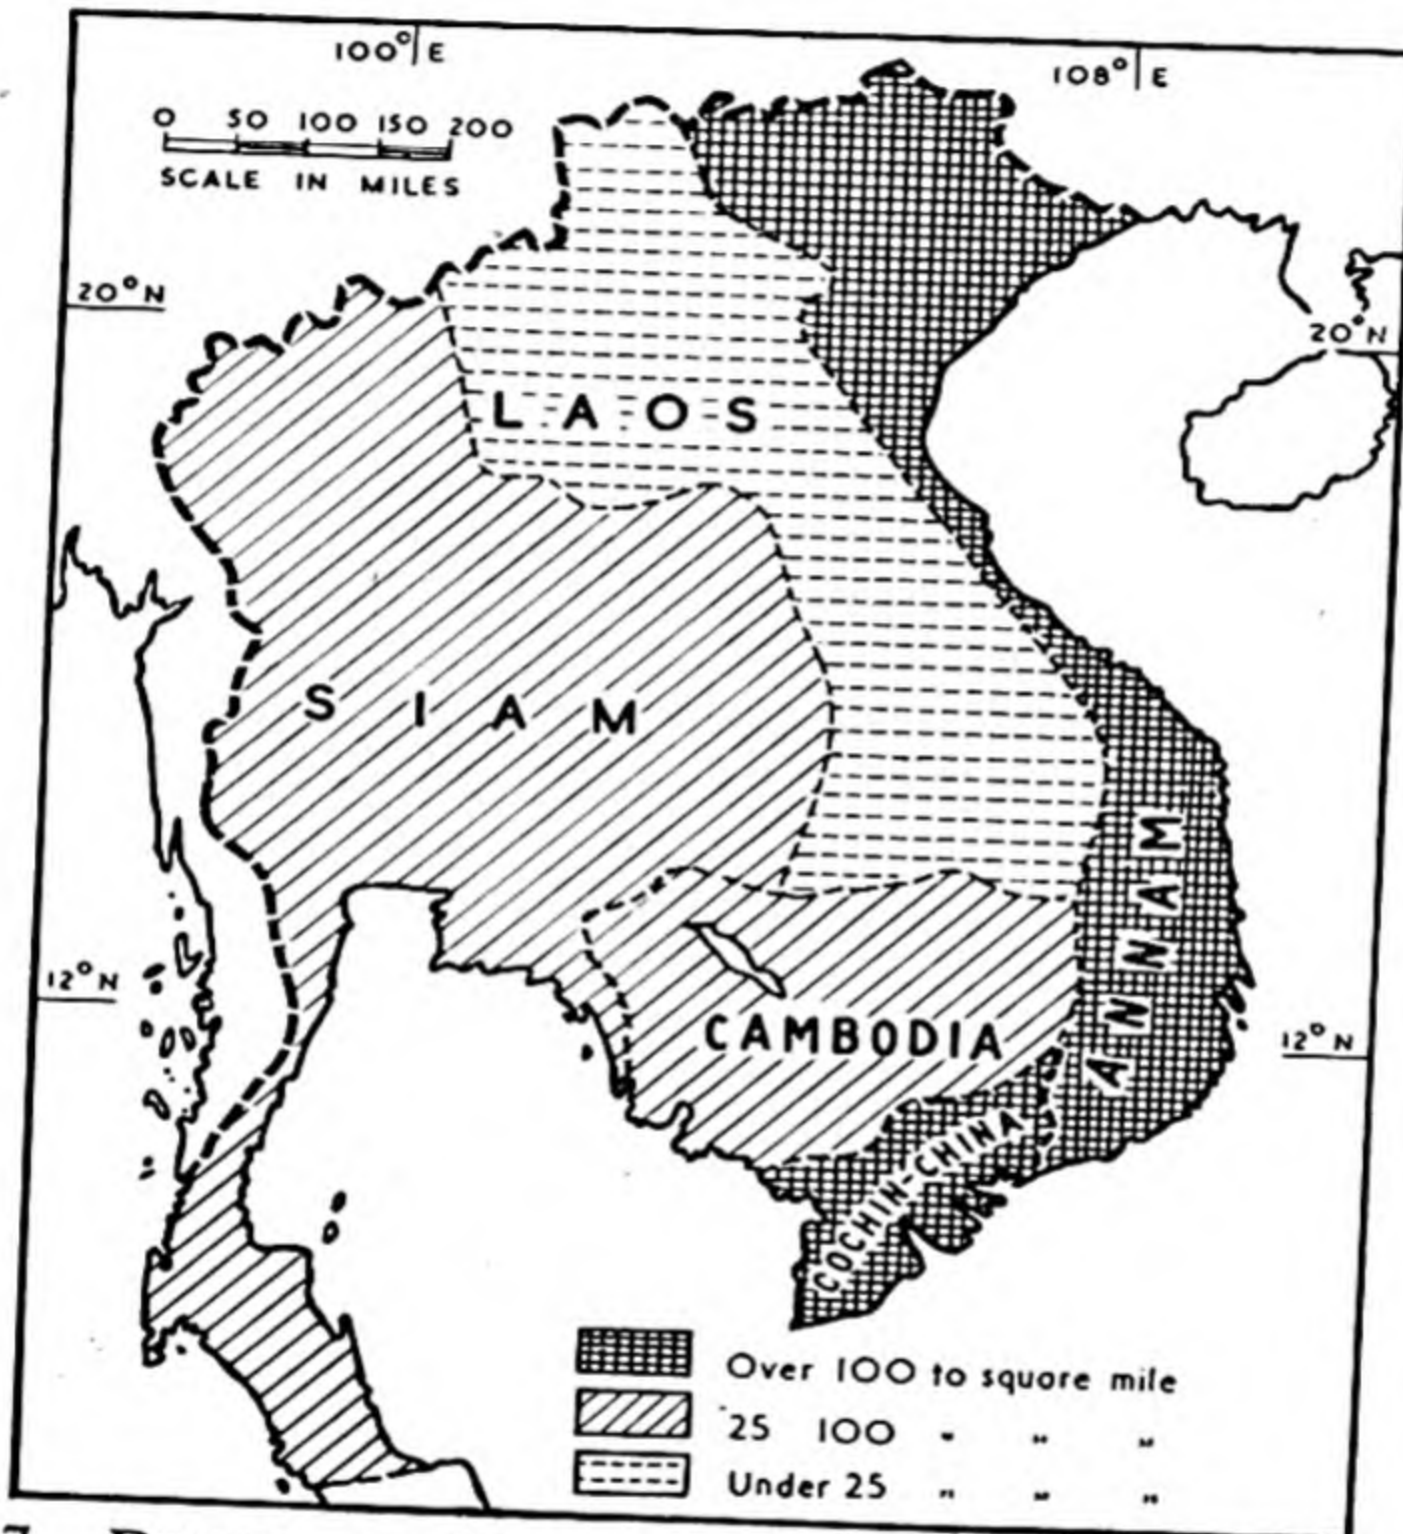 100° E
108° E
0 50 100 150 200
SCALE IN MILES
20° N
20° N
LAOS
SIAM
ANNAM
12° N
CAMBODIA
12° N
COCHIN-CHINA
Over 100 to square mile
25 100 " " "
Under 25 " " "